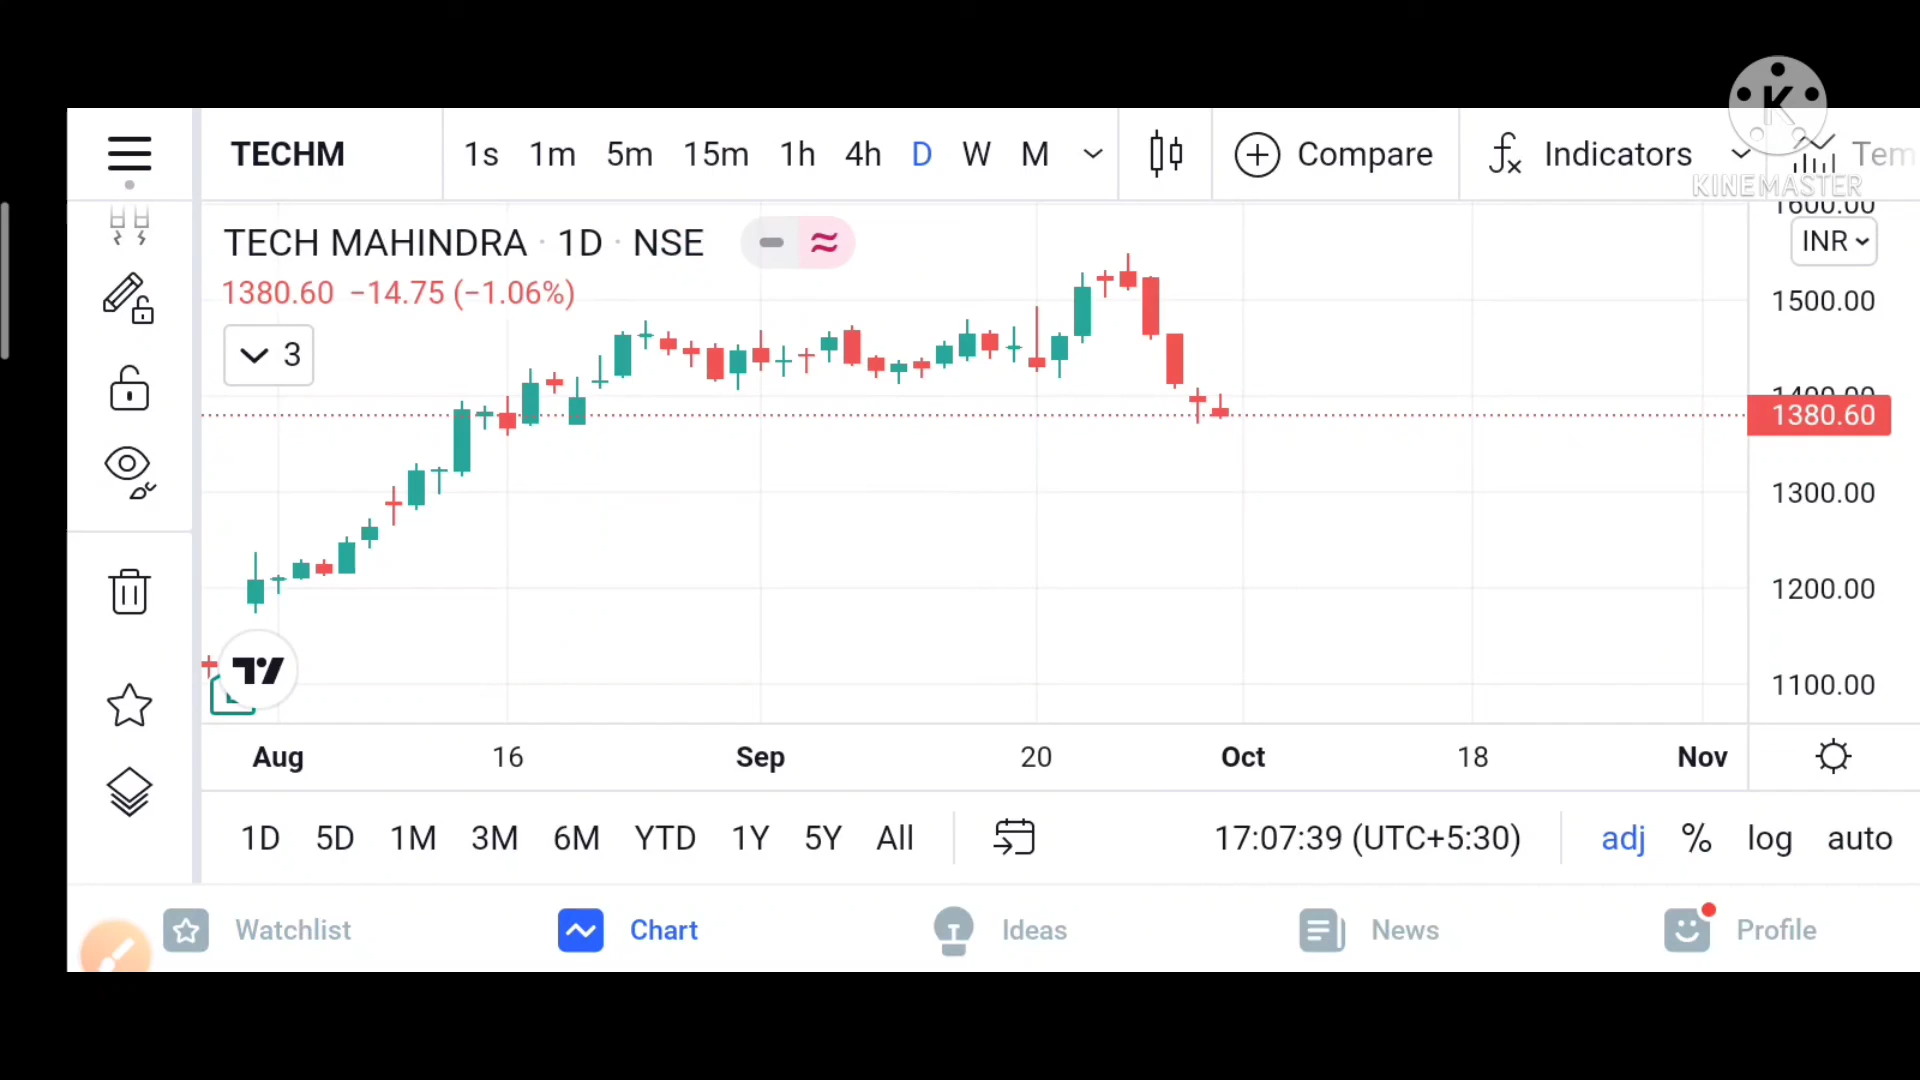 TECHM 1s 1m 5m 15m 1h 4h D W M Compare Indicators Tem
K
KINEMASTER
TECH MAHINDRA · 1D · NSE
1380.60 −14.75 (−1.06%)
3
INR
1600.00
1500.00
1400.00
1380.60
1300.00
1200.00
1100.00
Aug 16 Sep 20 Oct 18 Nov
1D 5D 1M 3M 6M YTD 1Y 5Y All 17:07:39 (UTC+5:30) adj % log auto
Watchlist Chart Ideas News Profile